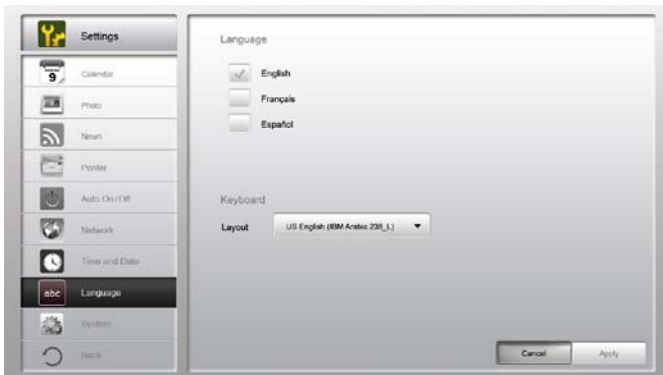 Settings
9
Calendar
Photo
News
Poster
Auto On/Off
Network
Time and Date
abc
Language
System
Back
Language
English
Français
Español
Keyboard
Layout US English (IBM Arabic 238_L)
Cancel Apply